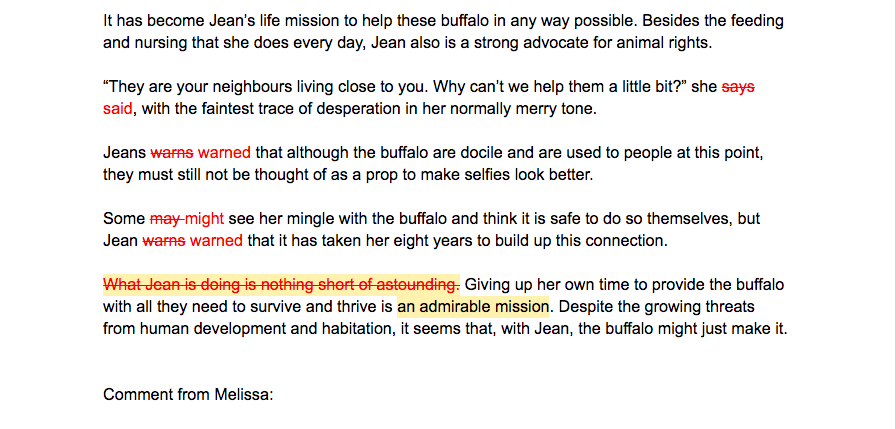 It has become Jean's life mission to help these buffalo in any way possible. Besides the feeding
and nursing that she does every day, Jean also is a strong advocate for animal rights.
“They are your neighbours living close to you. Why can’t we help them a little bit?” she says
said, with the faintest trace of desperation in her normally merry tone.
Jeans warns warned that although the buffalo are docile and are used to people at this point,
they must still not be thought of as a prop to make selfies look better.
Some may might see her mingle with the buffalo and think it is safe to do so themselves, but
Jean warns warned that it has taken her eight years to build up this connection.
What Jean is doing is nothing short of astounding. Giving up her own time to provide the buffalo
with all they need to survive and thrive is an admirable mission. Despite the growing threats
from human development and habitation, it seems that, with Jean, the buffalo might just make it.
Comment from Melissa: